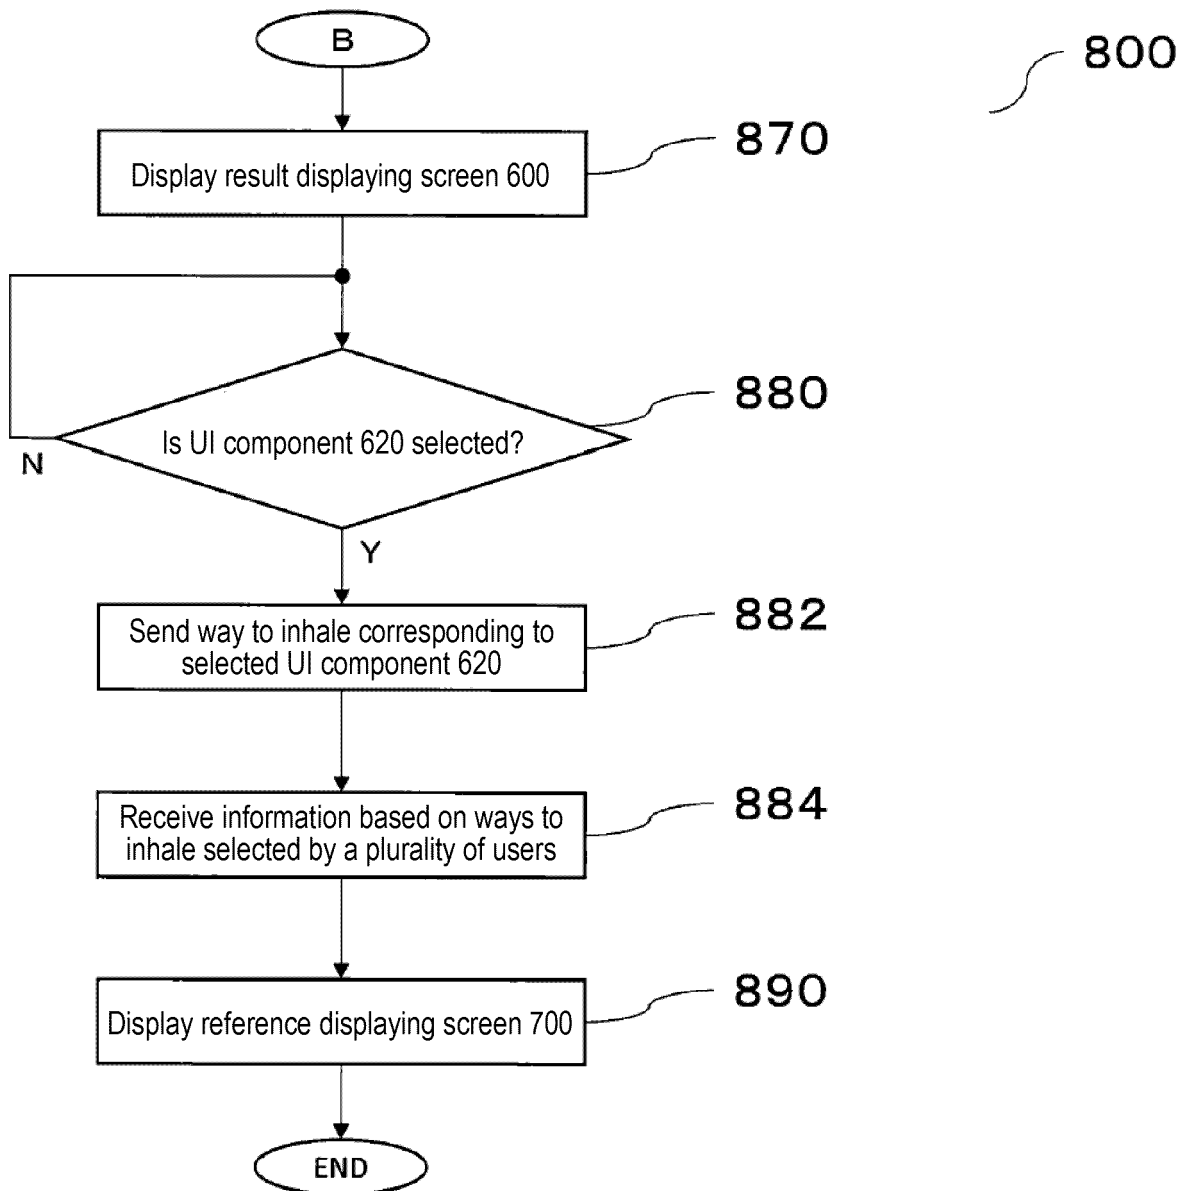 B
800
870
Display result displaying screen 600
880
Is UI component 620 selected?
N
Y
882
Send way to inhale corresponding to
selected UI component 620
884
Receive information based on ways to
inhale selected by a plurality of users
890
Display reference displaying screen 700
END